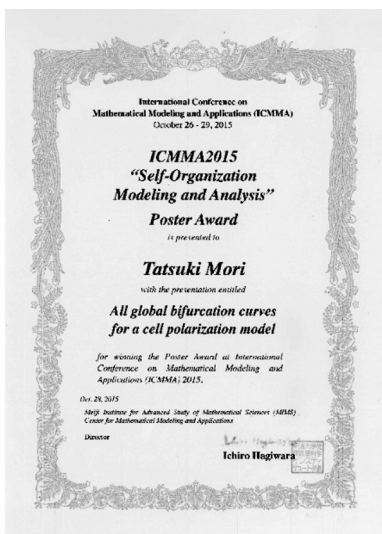 International Conference on
Mathematical Modeling and Applications (ICMMA)
October 26 - 29, 2015
ICMMA2015
“Self-Organization
Modeling and Analysis”
Poster Award
is presented to
Tatsuki Mori
with the presentation entitled
All global bifurcation curves
for a cell polarization model
for winning the Poster Award at International
Conference on Mathematical Modeling and
Applications (ICMMA) 2015.
Oct. 29, 2015
Meiji Institute for Advanced Study of Mathematical Sciences (MIMS)
Center for Mathematical Modeling and Applications
Director
Ichiro Hagiwara